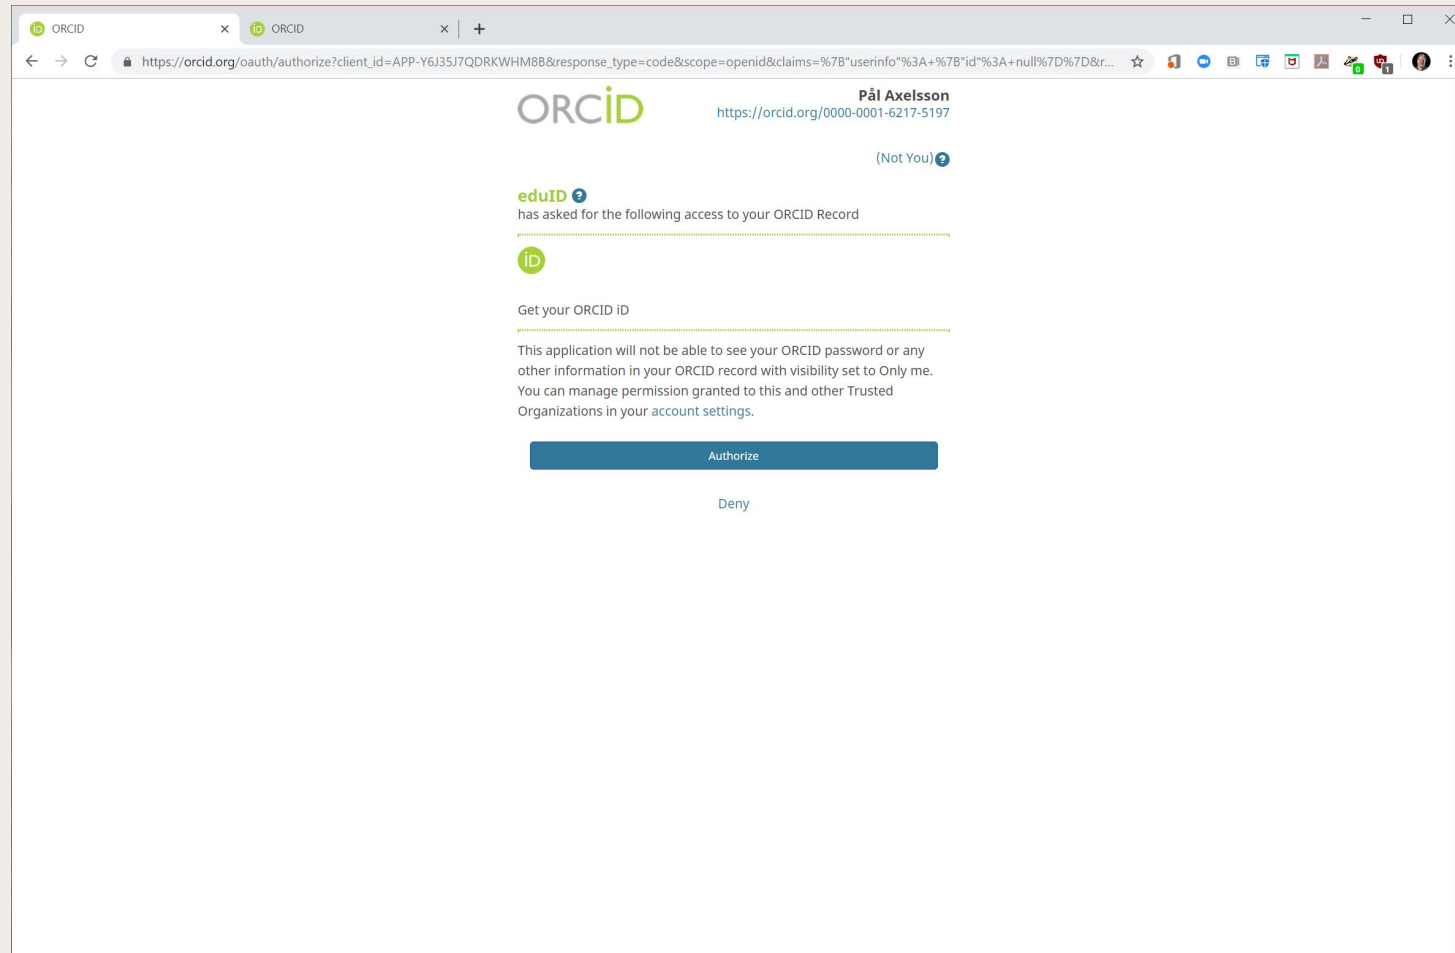 ORCID
ORCID
https://orcid.org/oauth/authorize?client_id=APP-Y6J35J7QDRKWHM8B&response_type=code&scope=openid&claims=%7B"userinfo"%3A+%7B"id"%3A+null%7D%7D&r...
ORCiD
Pål Axelsson
https://orcid.org/0000-0001-6217-5197
(Not You)
eduID
has asked for the following access to your ORCID Record
iD
Get your ORCID iD
This application will not be able to see your ORCID password or any
other information in your ORCID record with visibility set to Only me.
You can manage permission granted to this and other Trusted
Organizations in your account settings.
Authorize
Deny